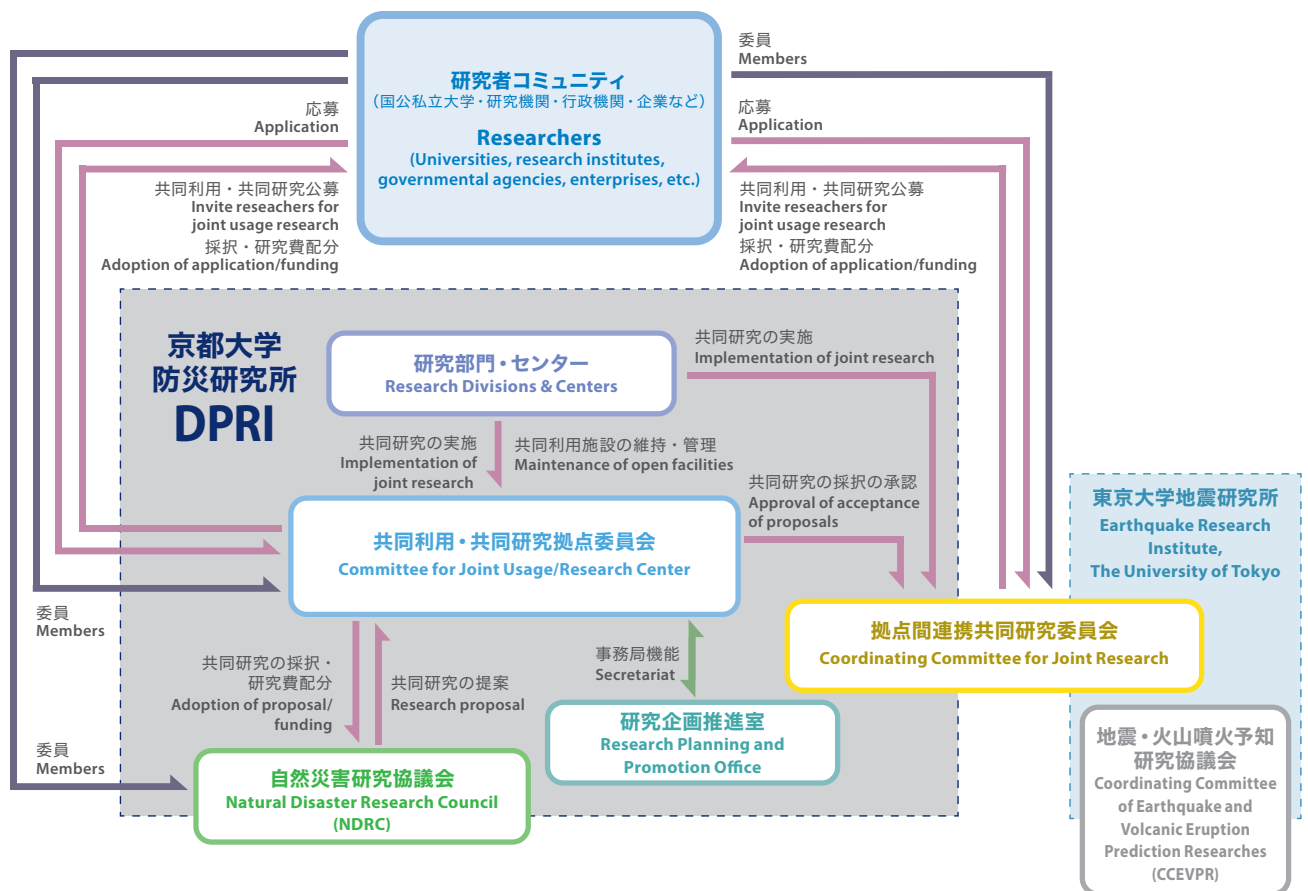 研究者コミュニティ
（国公私立大学・研究機関・行政機関・企業など）
Researchers
(Universities, research institutes,
governmental agencies, enterprises, etc.)
応募
Application
共同利用・共同研究公募
Invite reseachers for
joint usage research
採択・研究費配分
Adoption of application/funding
委員
Members
応募
Application
共同利用・共同研究公募
Invite reseachers for
joint usage research
採択・研究費配分
Adoption of application/funding
京都大学
防災研究所
DPRI
研究部門・センター
Research Divisions & Centers
共同研究の実施
Implementation of joint research
共同研究の実施
Implementation of
joint research
共同利用施設の維持・管理
Maintenance of open facilities
共同研究の採択の承認
Approval of acceptance
of proposals
共同利用・共同研究拠点委員会
Committee for Joint Usage/Research Center
東京大学地震研究所
Earthquake Research
Institute,
The University of Tokyo
委員
Members
拠点間連携共同研究委員会
Coordinating Committee for Joint Research
共同研究の採択・
研究費配分
Adoption of proposal/
funding
共同研究の提案
Research proposal
事務局機能
Secretariat
研究企画推進室
Research Planning and
Promotion Office
委員
Members
自然災害研究協議会
Natural Disaster Research Council
(NDRC)
地震・火山噴火予知
研究協議会
Coordinating Committee
of Earthquake and
Volcanic Eruption
Prediction Researches
(CCEVPR)